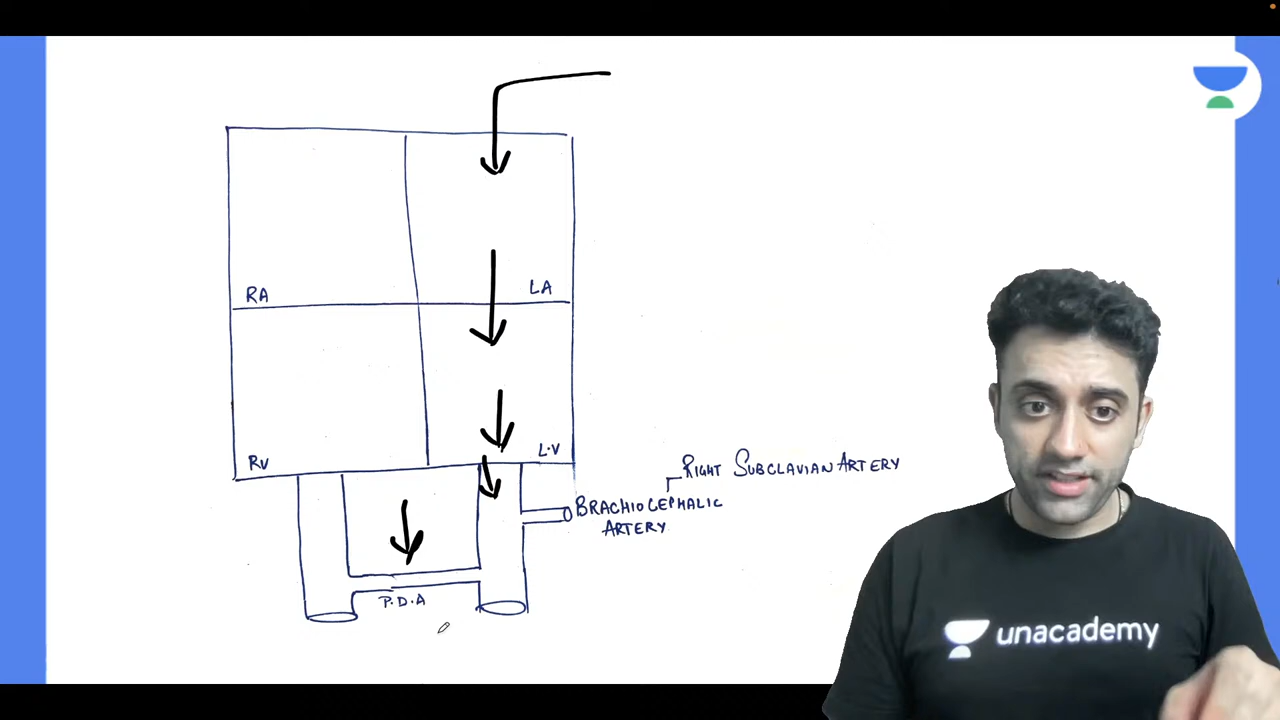 RA
LA
RV
L.V
RIGHT SUBCLAVIAN ARTERY
BRACHIOCEPHALIC
ARTERY
P.D.A
unacademy